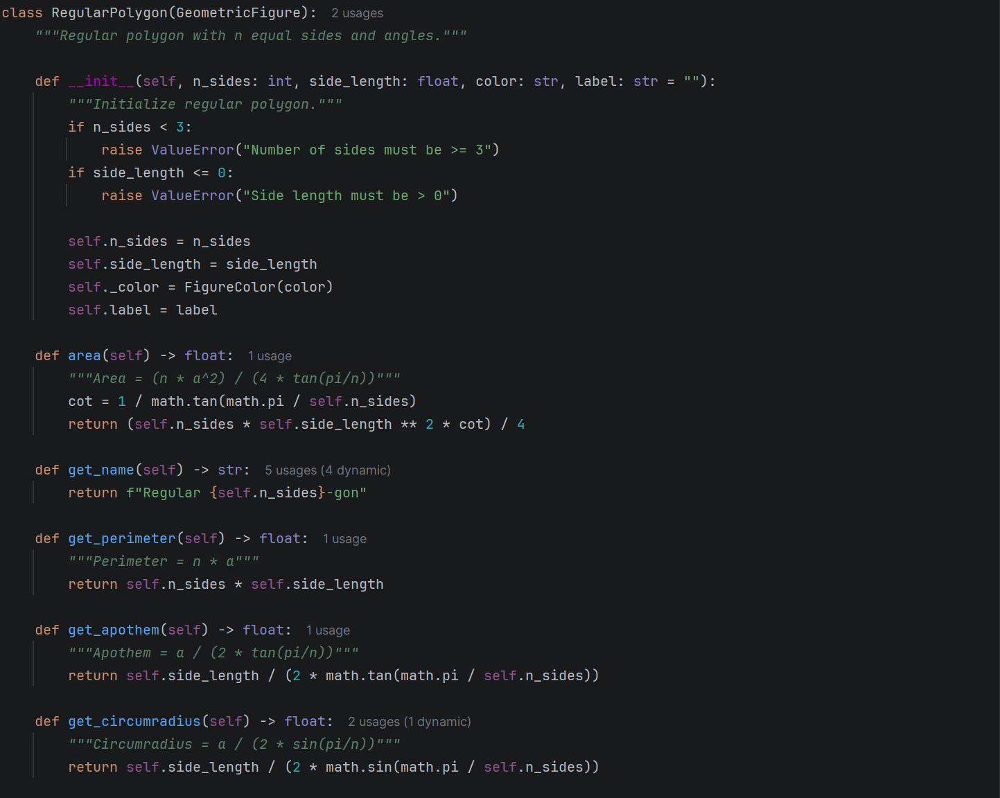 class RegularPolygon(GeometricFigure):  2 usages
    """Regular polygon with n equal sides and angles."""

    def __init__(self, n_sides: int, side_length: float, color: str, label: str = ""):
        """Initialize regular polygon."""
        if n_sides < 3:
            raise ValueError("Number of sides must be >= 3")
        if side_length <= 0:
            raise ValueError("Side length must be > 0")

        self.n_sides = n_sides
        self.side_length = side_length
        self._color = FigureColor(color)
        self.label = label

    def area(self) -> float:  1 usage
        """Area = (n * a^2) / (4 * tan(pi/n))"""
        cot = 1 / math.tan(math.pi / self.n_sides)
        return (self.n_sides * self.side_length ** 2 * cot) / 4

    def get_name(self) -> str:  5 usages (4 dynamic)
        return f"Regular {self.n_sides}-gon"

    def get_perimeter(self) -> float:  1 usage
        """Perimeter = n * a"""
        return self.n_sides * self.side_length

    def get_apothem(self) -> float:  1 usage
        """Apothem = a / (2 * tan(pi/n))"""
        return self.side_length / (2 * math.tan(math.pi / self.n_sides))

    def get_circumradius(self) -> float:  2 usages (1 dynamic)
        """Circumradius = a / (2 * sin(pi/n))"""
        return self.side_length / (2 * math.sin(math.pi / self.n_sides))